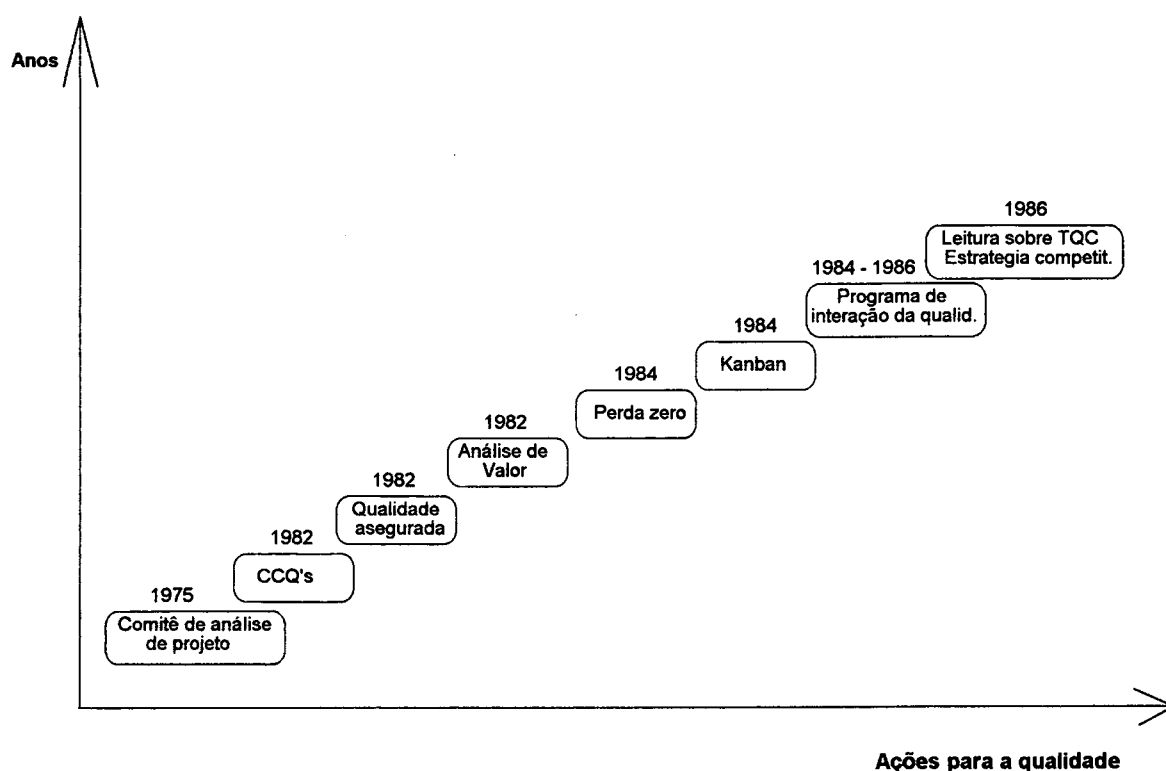 Anos
1986
Leitura sobre TQC
Estrategia competit.
1984 - 1986
Programa de
interação da qualid.
1984
Kanban
1984
Perda zero
1982
Análise de
Valor
1982
Qualidade
asegurada
1982
CCQ's
1975
Comitê de análise
de projeto
Ações para a qualidade